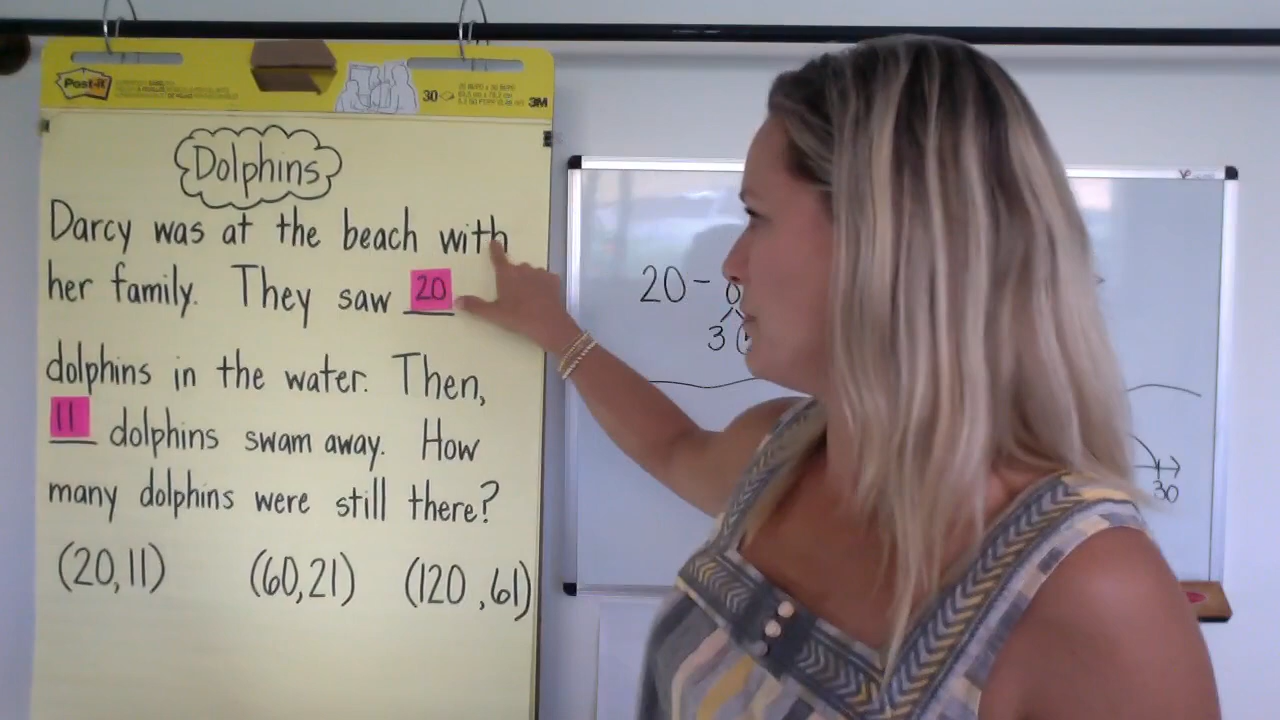 Post-it
30
3M
Dolphins
Darcy was at the beach with
her family. They saw 20
dolphins in the water. Then,
11 dolphins swam away. How
many dolphins were still there?
(20,11) (60,21) (120,61)
20 -
3
30